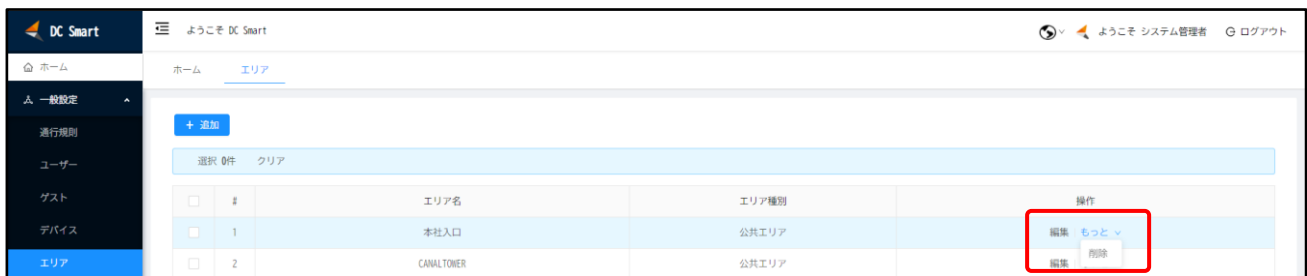 DC Smart ようこそ DC Smart ようこそ システム管理者 ログアウト
ホーム ホーム エリア
一般設定
+ 追加
通行規則
ユーザー 選択 0件 クリア
ゲスト # エリア名 エリア種別 操作
デバイス 1 本社入口 公共エリア 編集 もっと
削除
エリア 2 CANALTOWER 公共エリア 編集